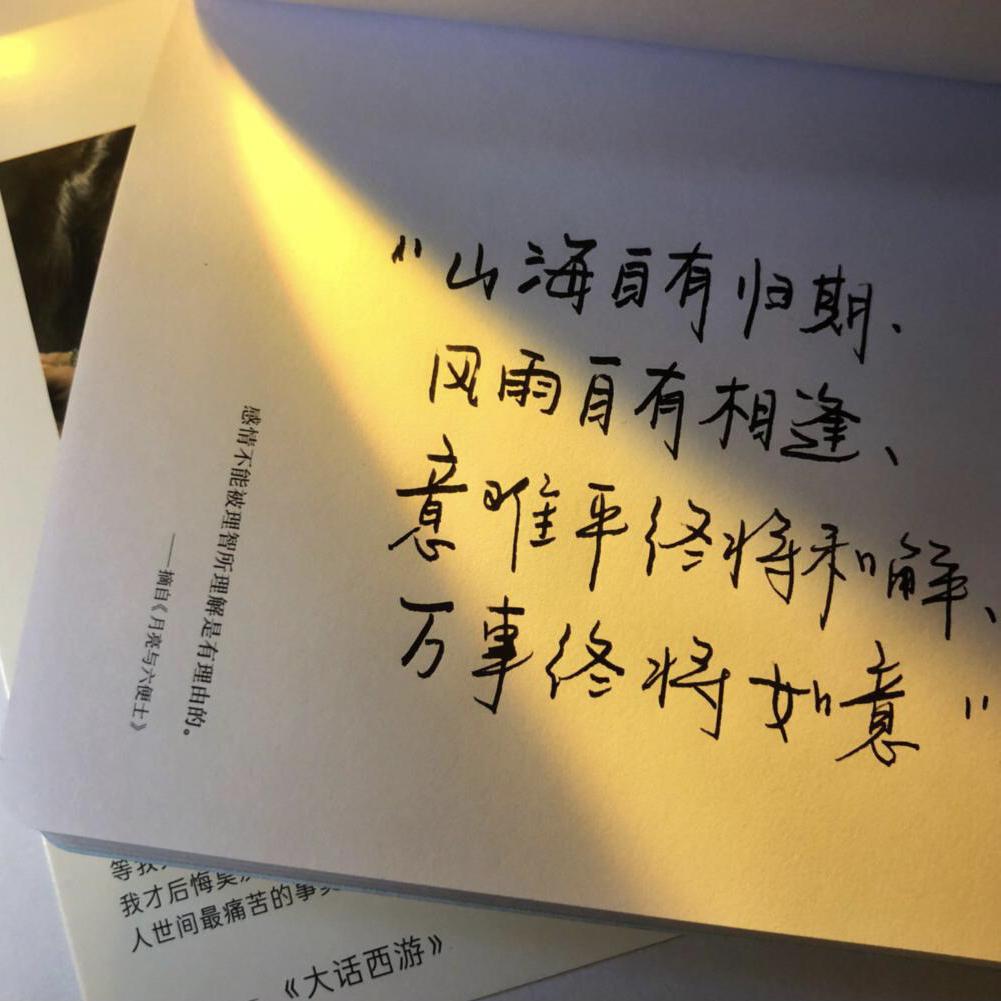 “山海自有归期、
风雨自有相逢、
意难平终将和解、
万事终将如意”
感情不能被理智所理解是有理由的。
——摘自《月亮与六便士》
等我
我才后悔莫
人世间最痛苦的事
《大话西游》